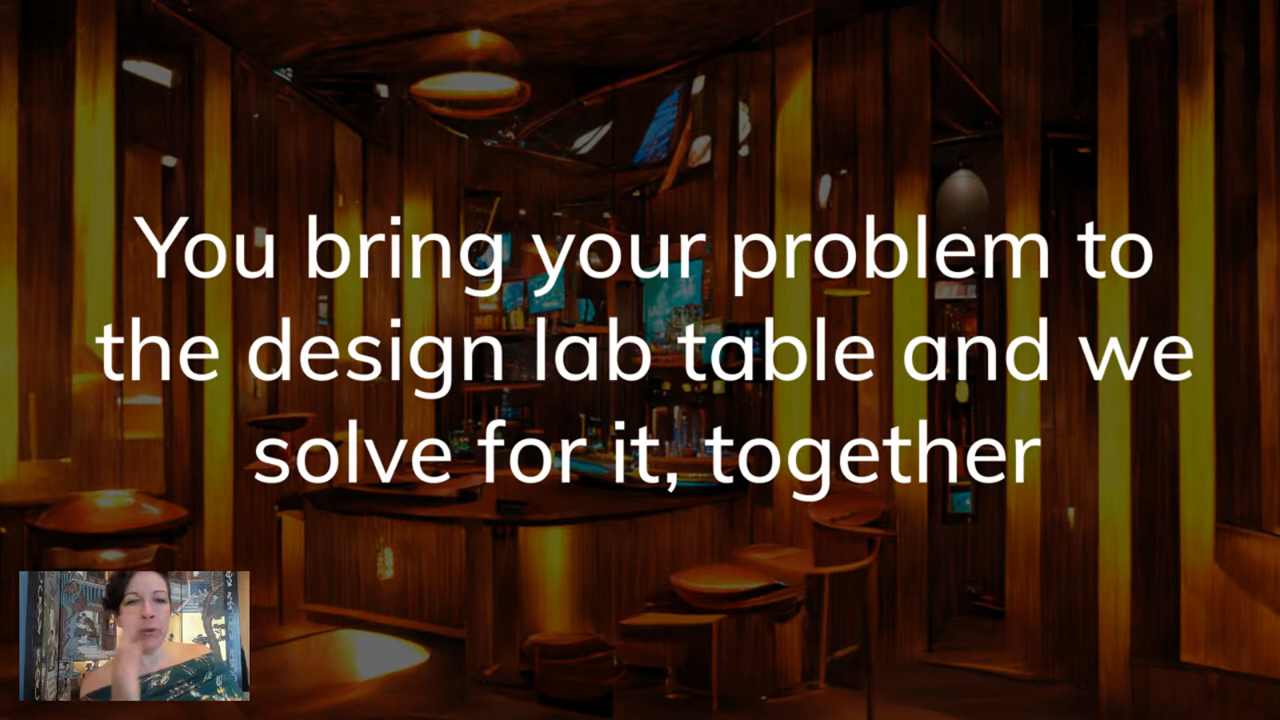 You bring your problem to
the design lab table and we
solve for it, together